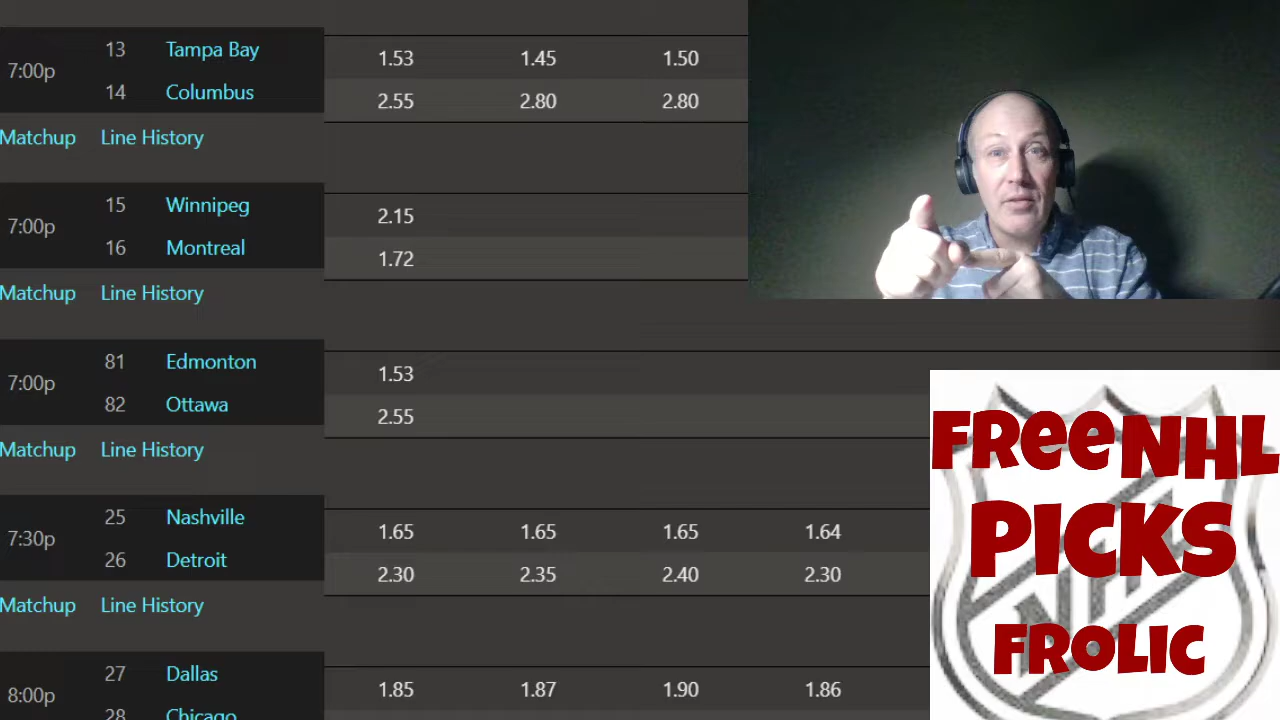 7:00p
13 Tampa Bay 1.53 1.45 1.50
14 Columbus 2.55 2.80 2.80
Matchup Line History
7:00p
15 Winnipeg 2.15
16 Montreal 1.72
Matchup Line History
7:00p
81 Edmonton 1.53
82 Ottawa 2.55
Matchup Line History
7:30p
25 Nashville 1.65 1.65 1.65 1.64
26 Detroit 2.30 2.35 2.40 2.30
Matchup Line History
8:00p
27 Dallas 1.85 1.87 1.90 1.86
28 Chicago
FReeNHL
PICKS
FROLIC
NHL